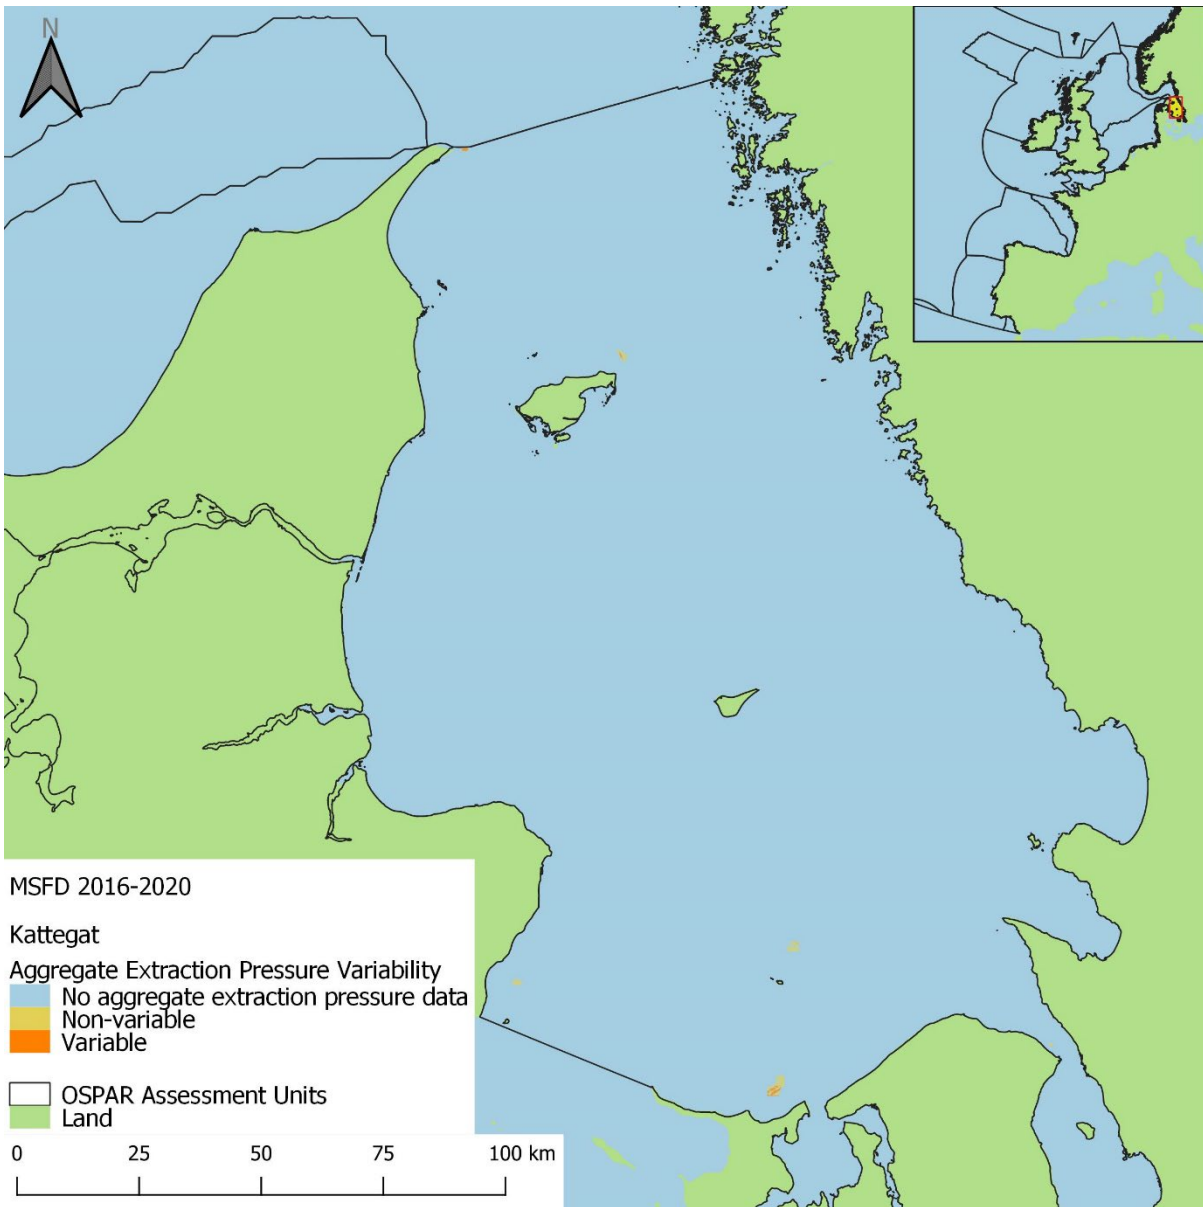 N
MSFD 2016-2020
Kattegat
Aggregate Extraction Pressure Variability
No aggregate extraction pressure data
Non-variable
Variable
OSPAR Assessment Units
Land
0 25 50 75 100 km